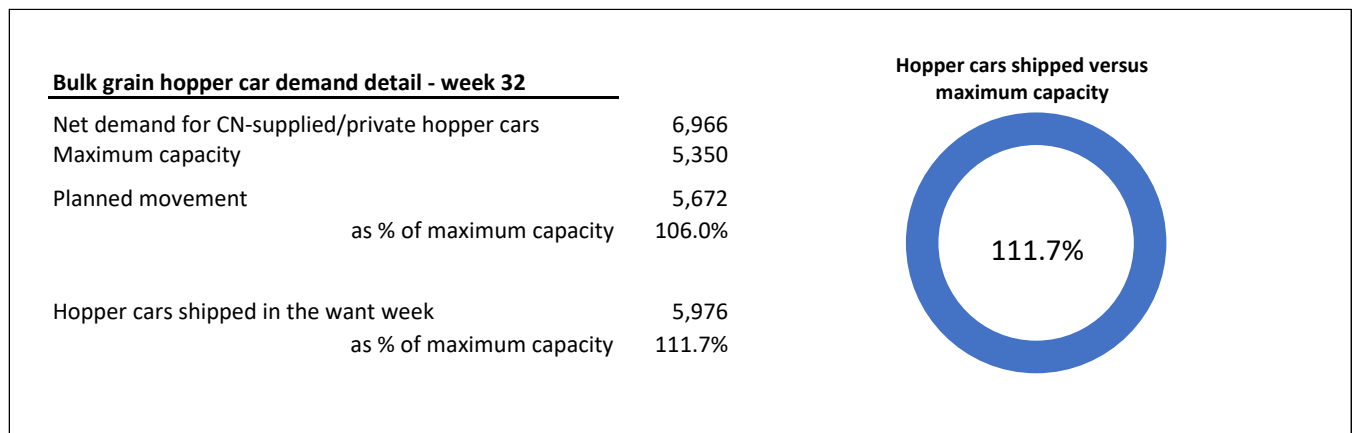 Bulk grain hopper car demand detail - week 32
Net demand for CN-supplied/private hopper cars 6,966
Maximum capacity 5,350
Planned movement 5,672
as % of maximum capacity 106.0%
Hopper cars shipped in the want week 5,976
as % of maximum capacity 111.7%
Hopper cars shipped versus
maximum capacity
111.7%